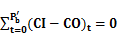 ∑_{t=0}^{P_b'}(CI − CO)_t = 0